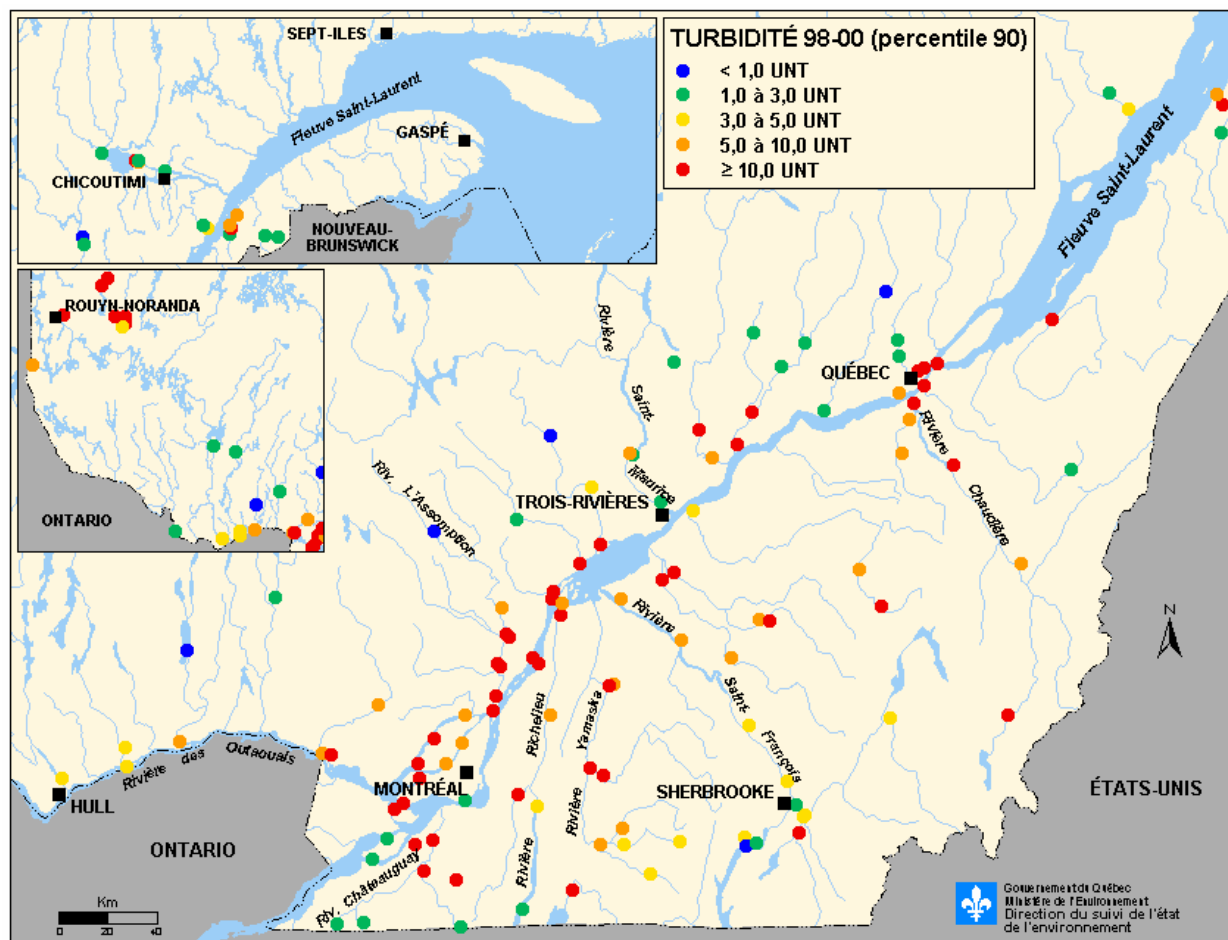 SEPT-ILES
Fleuve Saint-Laurent
GASPÉ
CHICOUTIMI
NOUVEAU-
BRUNSWICK
TURBIDITÉ 98-00 (percentile 90)
< 1,0 UNT
1,0 à 3,0 UNT
3,0 à 5,0 UNT
5,0 à 10,0 UNT
≥ 10,0 UNT
Fleuve Saint-Laurent
ROUYN-NORANDA
ONTARIO
Rivière
Saint-
Maurice
QUÉBEC
Rivière
Chaudière
Riv. L'Assomption
TROIS-RIVIÈRES
N
Rivière
Saint-
François
Richelieu
Rivière
Yamaska
Rivière
Rivière des Outaouais
HULL
MONTRÉAL
SHERBROOKE
ÉTATS-UNIS
ONTARIO
Riv. Châteauguay
Km
0 20 40
Gouvernement du Québec
Ministère de l'Environnement
Direction du suivi de l'état
de l'environnement